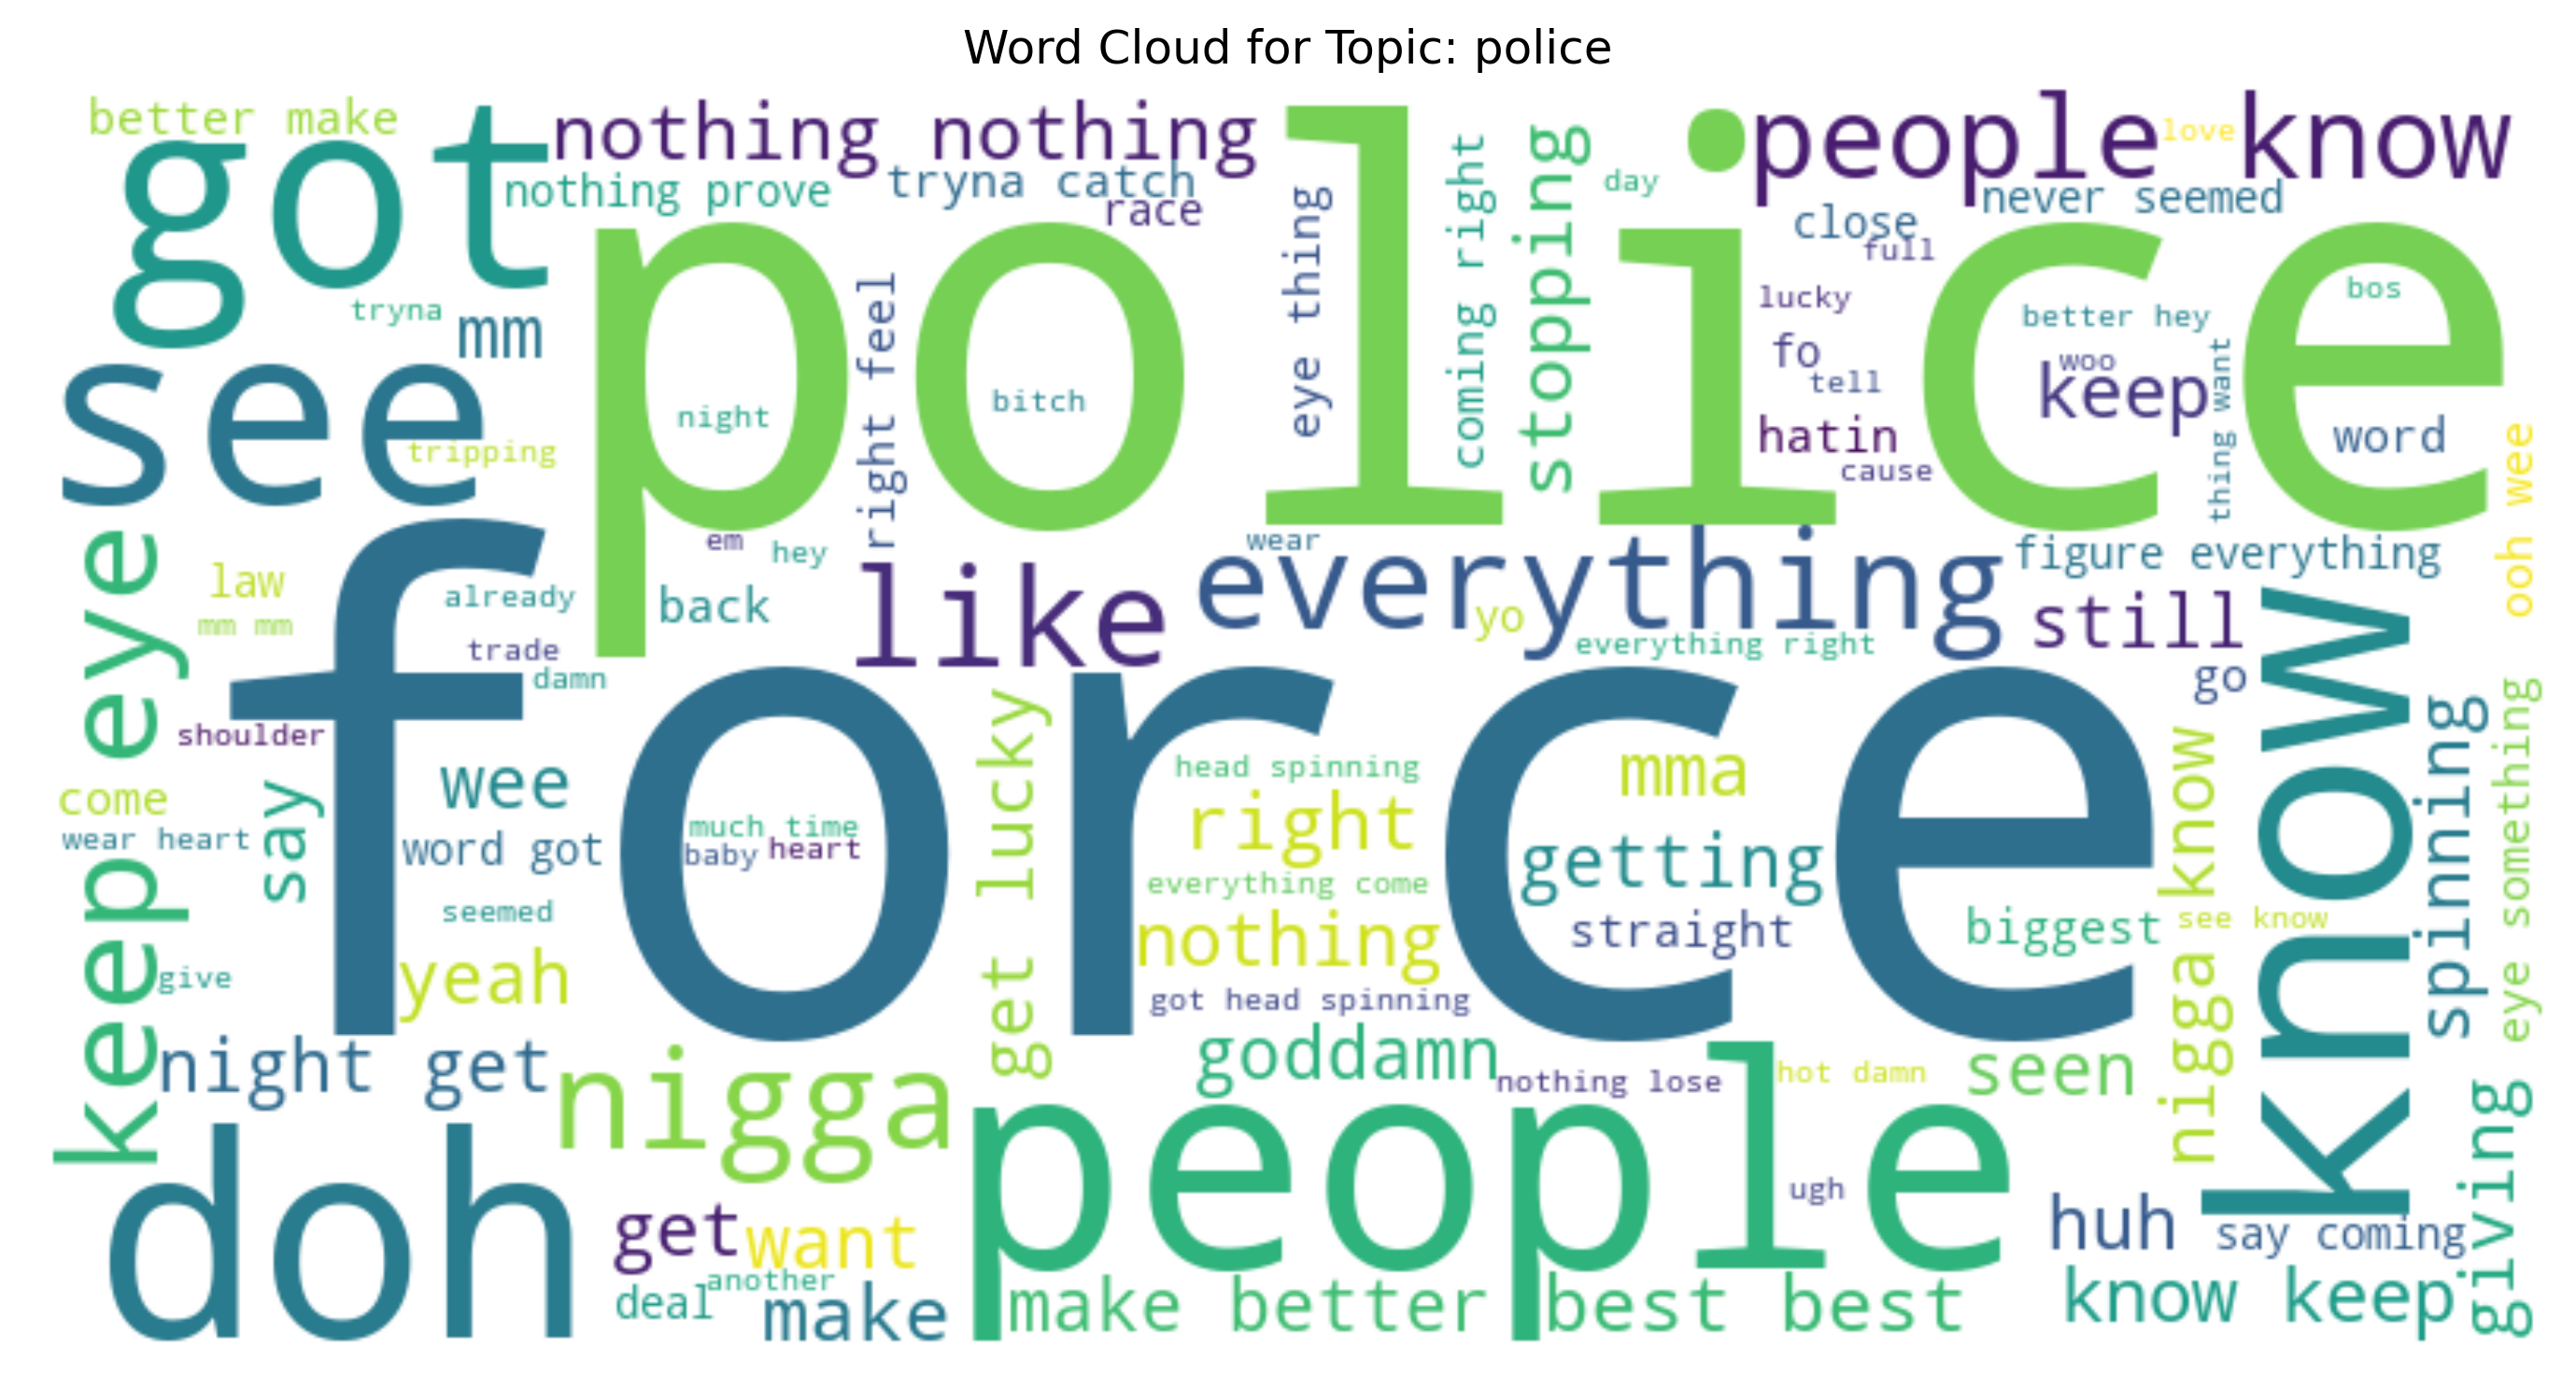 Word Cloud for Topic: police
better make
got
nothing nothing
nothing prove
tryna catch
race
police
eye thing
coming right
stopping
day
people know
love
never seemed
close
full
lucky
better hey
bos
fo
tell
woo
keep
thing want
hatin
cause
word
ooh wee
tryna
mm
see
tripping
night
bitch
right feel
keep eye
law
mm mm
already
trade
damn
em
hey
back
like
wear
everything
yo
everything right
figure everything
still
go
know
force
shoulder
come
wear heart
say
wee
word got
seemed
yeah
give
much time
baby
heart
get lucky
head spinning
right
everything come
nothing
got head spinning
mma
getting
straight
biggest
nigga know
see know
spinning
eye something
night get
nigga
goddamn
nothing lose
hot damn
seen
doh
get
want
another
deal
make
people
ugh
make better
best best
huh
say coming
know keep
giving